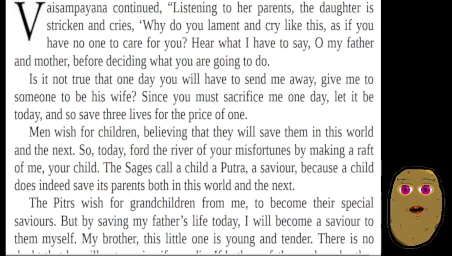 Vaisampayana continued, “Listening to her parents, the daughter is
stricken and cries, ‘Why do you lament and cry like this, as if you
have no one to care for you? Hear what I have to say, O my father
and mother, before deciding what you are going to do.
Is it not true that one day you will have to send me away, give me to
someone to be his wife? Since you must sacrifice me one day, let it be
today, and so save three lives for the price of one.
Men wish for children, believing that they will save them in this world
and the next. So, today, ford the river of your misfortunes by making a raft
of me, your child. The Sages call a child a Putra, a saviour, because a child
does indeed save its parents both in this world and the next.
The Pitrs wish for grandchildren from me, to become their special
saviours. But by saving my father’s life today, I will become a saviour to
them myself. My brother, this little one is young and tender. There is no